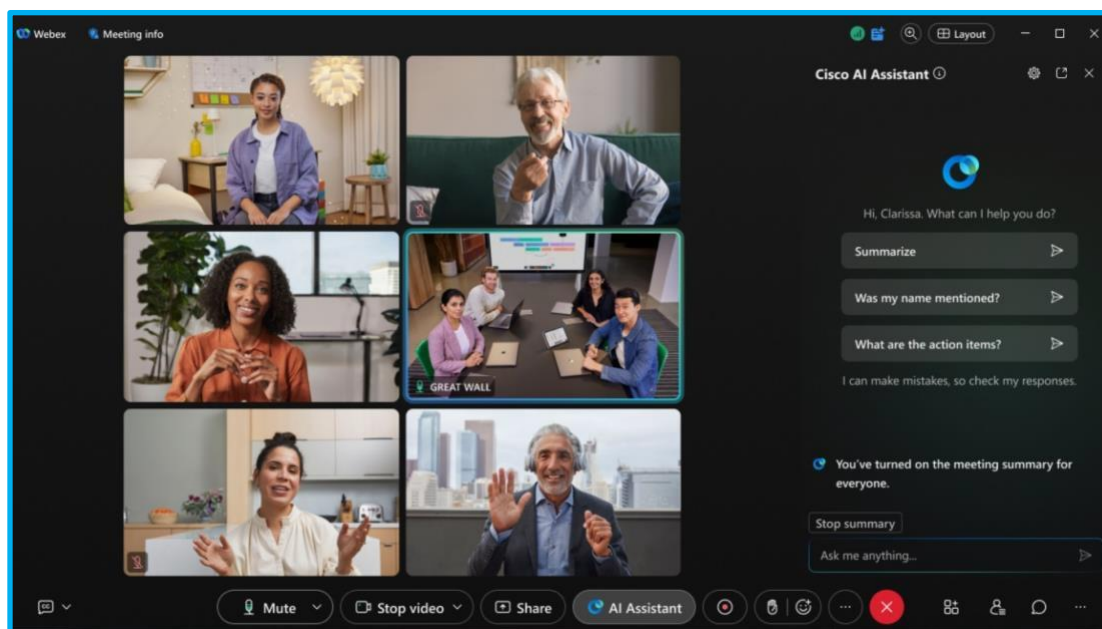 Webex
Meeting info
Layout
Cisco AI Assistant
Hi, Clarissa. What can I help you do?
Summarize
Was my name mentioned?
What are the action items?
I can make mistakes, so check my responses.
GREAT WALL
You've turned on the meeting summary for
everyone.
Stop summary
Ask me anything...
CC
Mute
Stop video
Share
AI Assistant